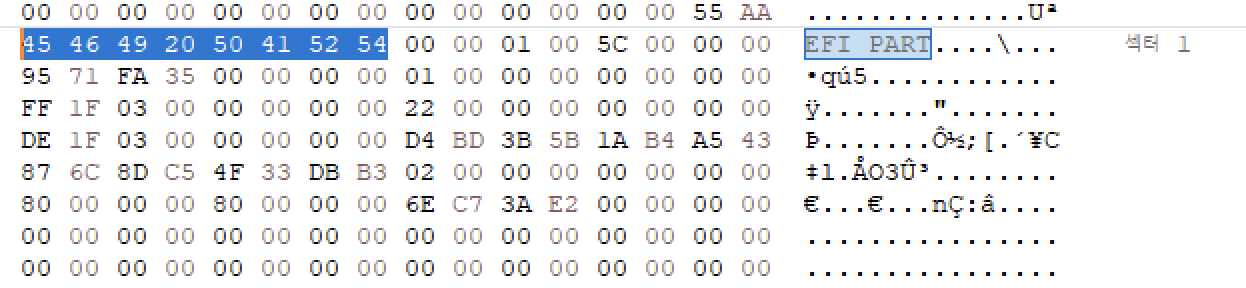 00 00 00 00 00 00 00 00 00 00 00 00 00 00 55 AA ..............Uª
45 46 49 20 50 41 52 54 00 00 01 00 5C 00 00 00 EFI PART....\... 섹터 1
95 71 FA 35 00 00 00 00 01 00 00 00 00 00 00 00 •qú5............
FF 1F 03 00 00 00 00 00 22 00 00 00 00 00 00 00 ÿ.......".......
DE 1F 03 00 00 00 00 00 D4 BD 3B 5B 1A B4 A5 43 Þ.......Ô½;[.´¥C
87 6C 8D C5 4F 33 DB B3 02 00 00 00 00 00 00 00 ‡l.ÅO3Û³........
80 00 00 00 80 00 00 00 6E C7 3A E2 00 00 00 00 €...€...nÇ:â....
00 00 00 00 00 00 00 00 00 00 00 00 00 00 00 00 ................
00 00 00 00 00 00 00 00 00 00 00 00 00 00 00 00 ................